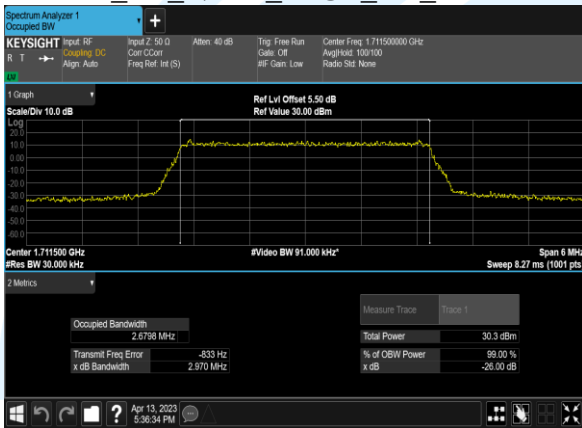 Spectrum Analyzer 1
Occupied BW
+
KEYSIGHT
Input: RF
Coupling: DC
Align: Auto
Input Z: 50 Ω
Corr CCorr
Freq Ref: Int (S)
Atten: 40 dB
Trig: Free Run
Gate: Off
#IF Gain: Low
Center Freq: 1.711500000 GHz
Avg|Hold: 100/100
Radio Std: None
R T
LV
1 Graph
Scale/Div 10.0 dB
Ref Lvl Offset 5.50 dB
Ref Value 30.00 dBm
Log
20.0
10.0
0.00
-10.0
-20.0
-30.0
-40.0
-50.0
-60.0
Center 1.711500 GHz
#Video BW 91.000 kHz*
Span 6 MHz
#Res BW 30.000 kHz
Sweep 8.27 ms (1001 pts)
2 Metrics
Measure Trace
Trace 1
Occupied Bandwidth
2.6798 MHz
Total Power
30.3 dBm
Transmit Freq Error
-833 Hz
% of OBW Power
99.00 %
x dB Bandwidth
2.970 MHz
x dB
-26.00 dB
?
Apr 13, 2023
5:36:34 PM